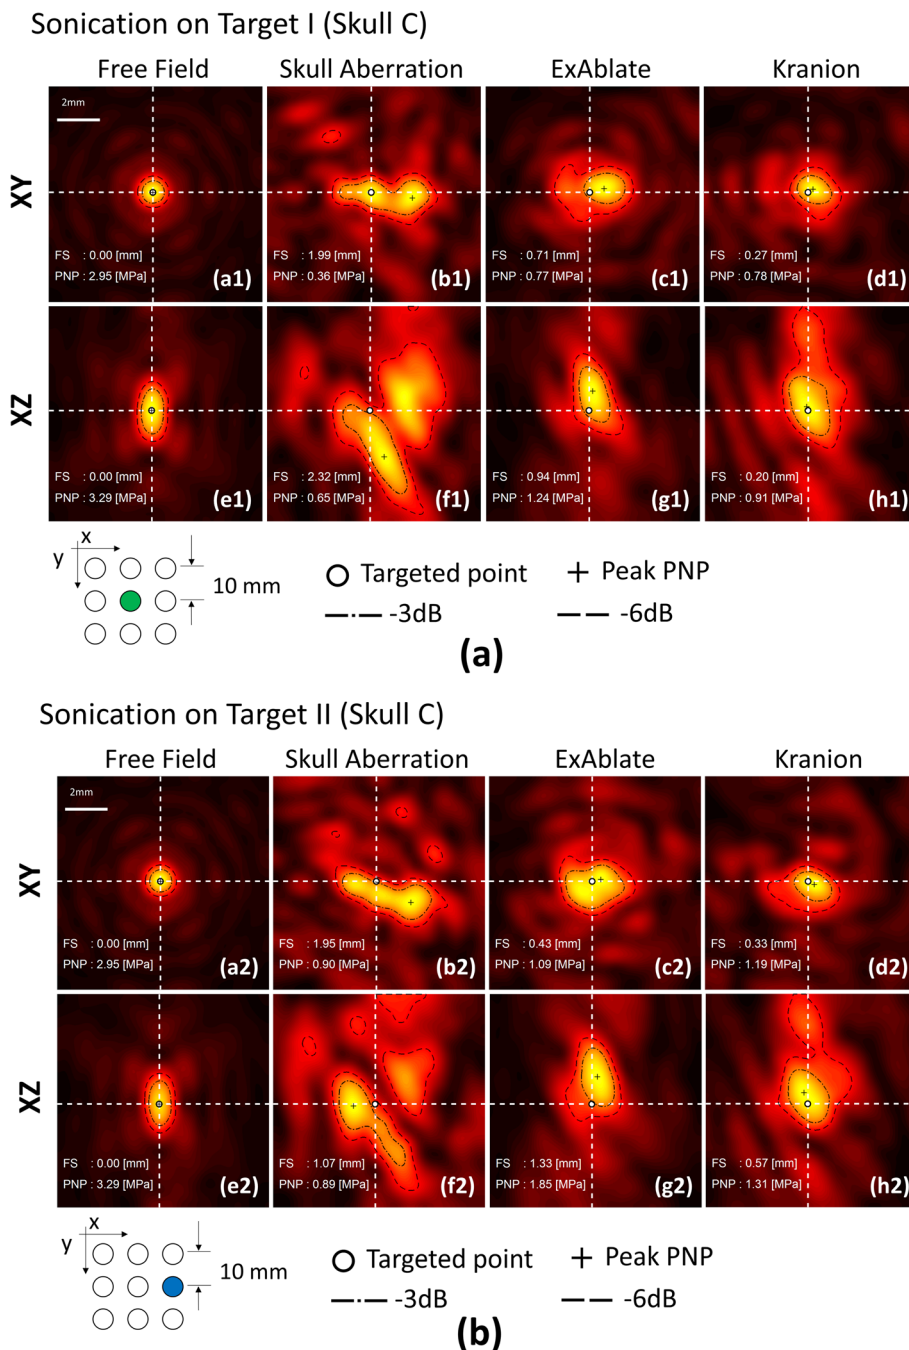 Sonication on Target I (Skull C)
Free Field Skull Aberration ExAblate Kranion
XY
2mm
FS : 0.00 [mm]
PNP : 2.95 [MPa]
(a1)
FS : 1.99 [mm]
PNP : 0.36 [MPa]
(b1)
FS : 0.71 [mm]
PNP : 0.77 [MPa]
(c1)
FS : 0.27 [mm]
PNP : 0.78 [MPa]
(d1)
XZ
FS : 0.00 [mm]
PNP : 3.29 [MPa]
(e1)
FS : 2.32 [mm]
PNP : 0.65 [MPa]
(f1)
FS : 0.94 [mm]
PNP : 1.24 [MPa]
(g1)
FS : 0.20 [mm]
PNP : 0.91 [MPa]
(h1)
x
y
10 mm
Targeted point
Peak PNP
-3dB
-6dB
(a)
Sonication on Target II (Skull C)
Free Field Skull Aberration ExAblate Kranion
XY
2mm
FS : 0.00 [mm]
PNP : 2.95 [MPa]
(a2)
FS : 1.95 [mm]
PNP : 0.90 [MPa]
(b2)
FS : 0.43 [mm]
PNP : 1.09 [MPa]
(c2)
FS : 0.33 [mm]
PNP : 1.19 [MPa]
(d2)
XZ
FS : 0.00 [mm]
PNP : 3.29 [MPa]
(e2)
FS : 1.07 [mm]
PNP : 0.89 [MPa]
(f2)
FS : 1.33 [mm]
PNP : 1.85 [MPa]
(g2)
FS : 0.57 [mm]
PNP : 1.31 [MPa]
(h2)
x
y
10 mm
Targeted point
Peak PNP
-3dB
-6dB
(b)